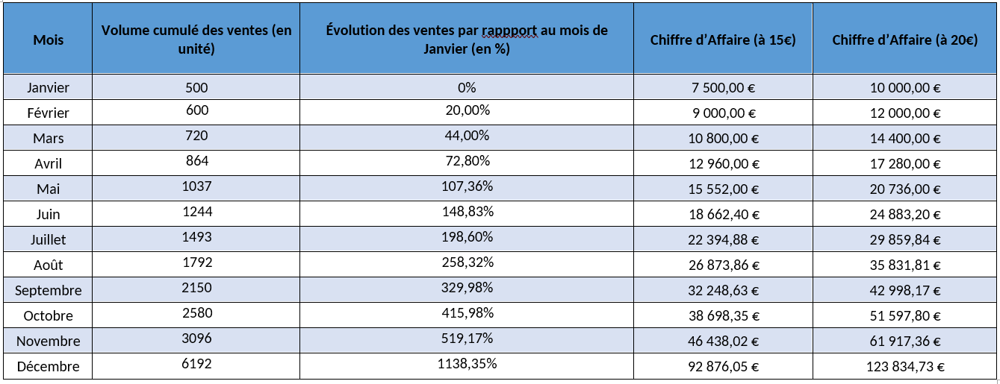 Mois | Volume cumulé des ventes (en unité) | Évolution des ventes par rappport au mois de Janvier (en %) | Chiffre d’Affaire (à 15€) | Chiffre d’Affaire (à 20€)
Janvier | 500 | 0% | 7 500,00 € | 10 000,00 €
Février | 600 | 20,00% | 9 000,00 € | 12 000,00 €
Mars | 720 | 44,00% | 10 800,00 € | 14 400,00 €
Avril | 864 | 72,80% | 12 960,00 € | 17 280,00 €
Mai | 1037 | 107,36% | 15 552,00 € | 20 736,00 €
Juin | 1244 | 148,83% | 18 662,40 € | 24 883,20 €
Juillet | 1493 | 198,60% | 22 394,88 € | 29 859,84 €
Août | 1792 | 258,32% | 26 873,86 € | 35 831,81 €
Septembre | 2150 | 329,98% | 32 248,63 € | 42 998,17 €
Octobre | 2580 | 415,98% | 38 698,35 € | 51 597,80 €
Novembre | 3096 | 519,17% | 46 438,02 € | 61 917,36 €
Décembre | 6192 | 1138,35% | 92 876,05 € | 123 834,73 €